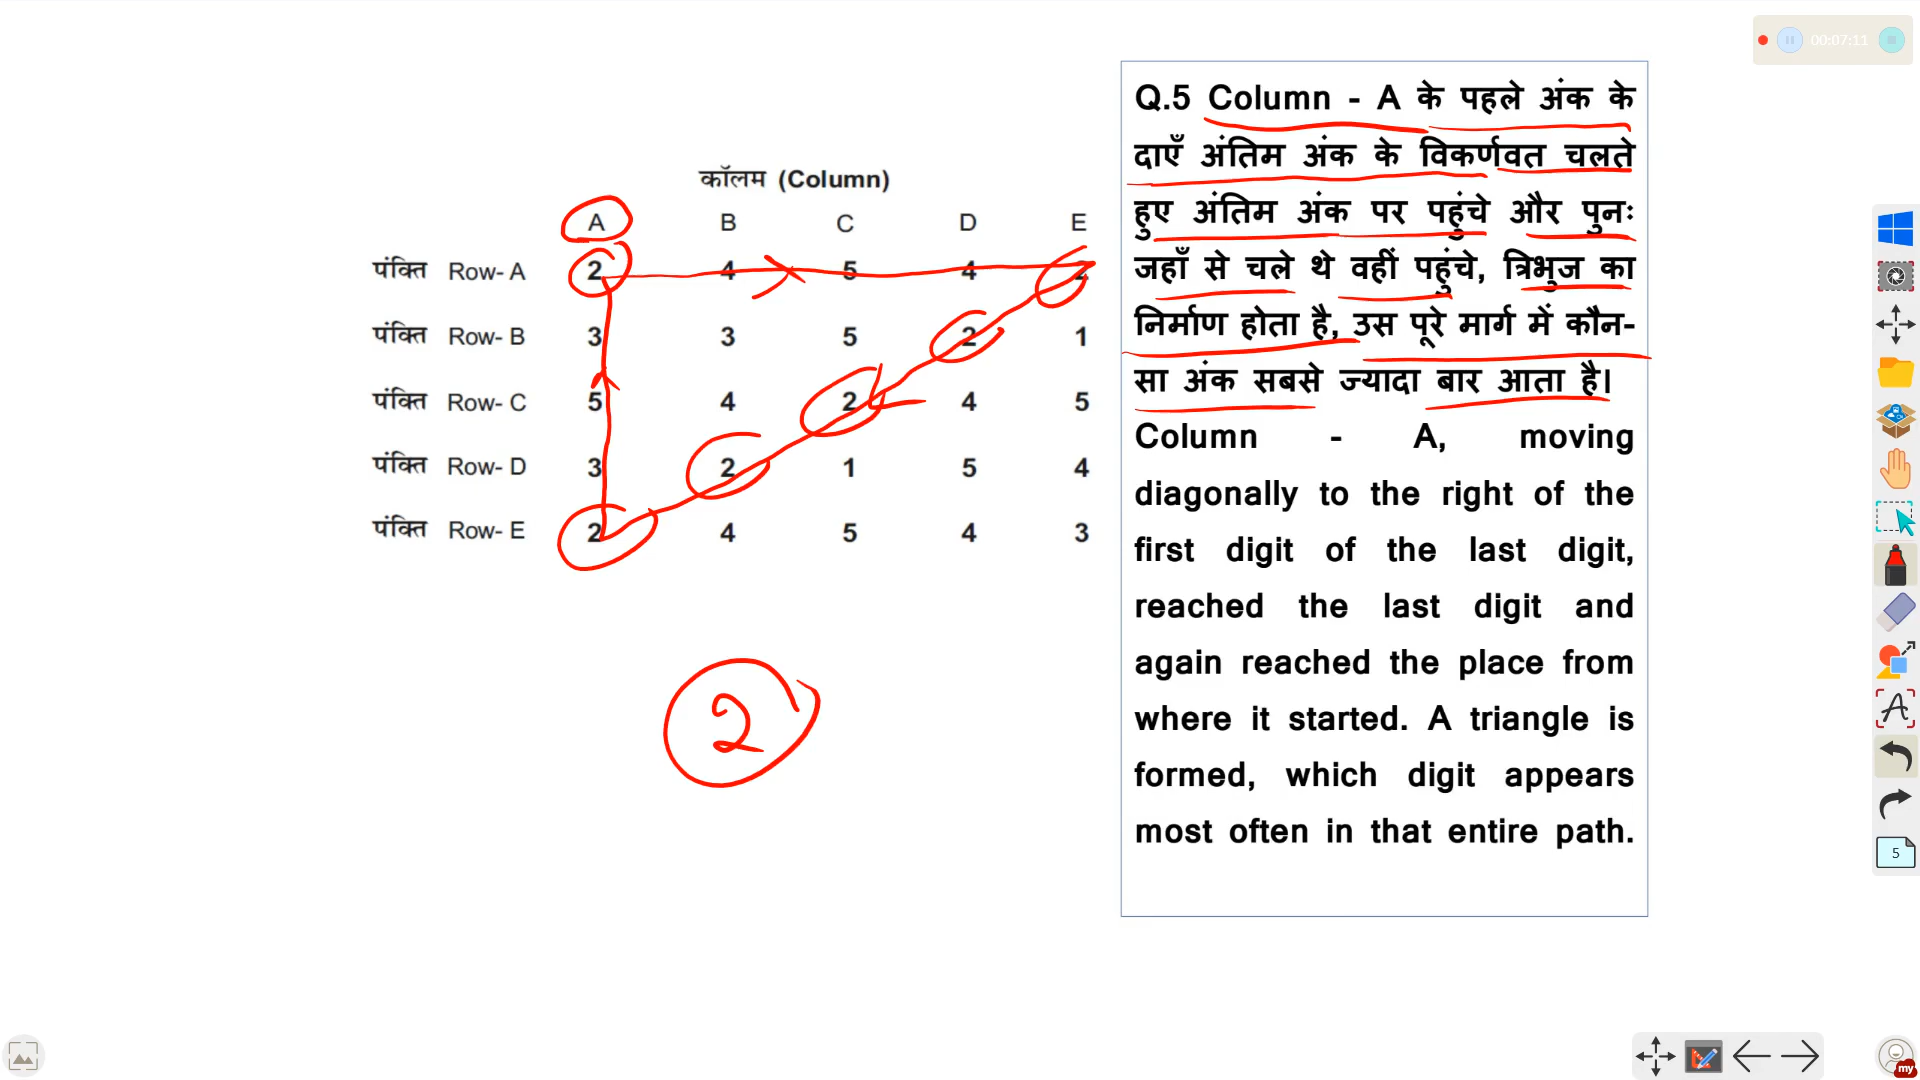 00:07:11
कॉलम (Column)
A B C D E
पंक्ति Row- A 2 4 5 4 2
पंक्ति Row- B 3 3 5 2 1
पंक्ति Row- C 5 4 2 4 5
पंक्ति Row- D 3 2 1 5 4
पंक्ति Row- E 2 4 5 4 3
2
Q.5 Column - A के पहले अंक के
दाएँ अंतिम अंक के विकर्णवत चलते
हुए अंतिम अंक पर पहुंचे और पुनः
जहाँ से चले थे वहीं पहुंचे, त्रिभुज का
निर्माण होता है, उस पूरे मार्ग में कौन-
सा अंक सबसे ज्यादा बार आता है।
Column - A, moving
diagonally to the right of the
first digit of the last digit,
reached the last digit and
again reached the place from
where it started. A triangle is
formed, which digit appears
most often in that entire path.
5
my